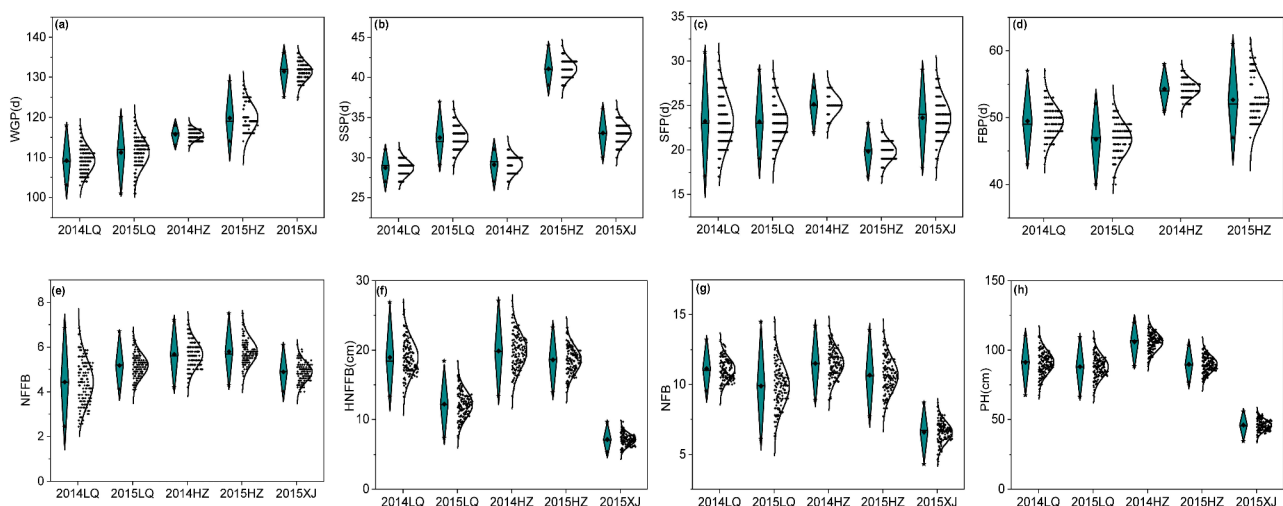 (a)
WGP(d)
140
130
120
110
100
2014LQ 2015LQ 2014HZ 2015HZ 2015XJ
(b)
SSP(d)
45
40
35
30
25
2014LQ 2015LQ 2014HZ 2015HZ 2015XJ
(c)
SFP(d)
35
30
25
20
15
2014LQ 2015LQ 2014HZ 2015HZ 2015XJ
(d)
FBP(d)
60
50
40
2014LQ 2015LQ 2014HZ 2015HZ
(e)
NFFB
8
6
4
2
0
2014LQ 2015LQ 2014HZ 2015HZ 2015XJ
(f)
HNFFB(cm)
30
20
10
0
2014LQ 2015LQ 2014HZ 2015HZ 2015XJ
(g)
NFB
15
10
5
2014LQ 2015LQ 2014HZ 2015HZ 2015XJ
(h)
PH(cm)
150
100
50
0
2014LQ 2015LQ 2014HZ 2015HZ 2015XJ